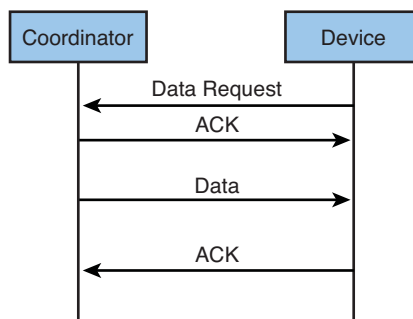 Coordinator
Device
Data Request
ACK
Data
ACK